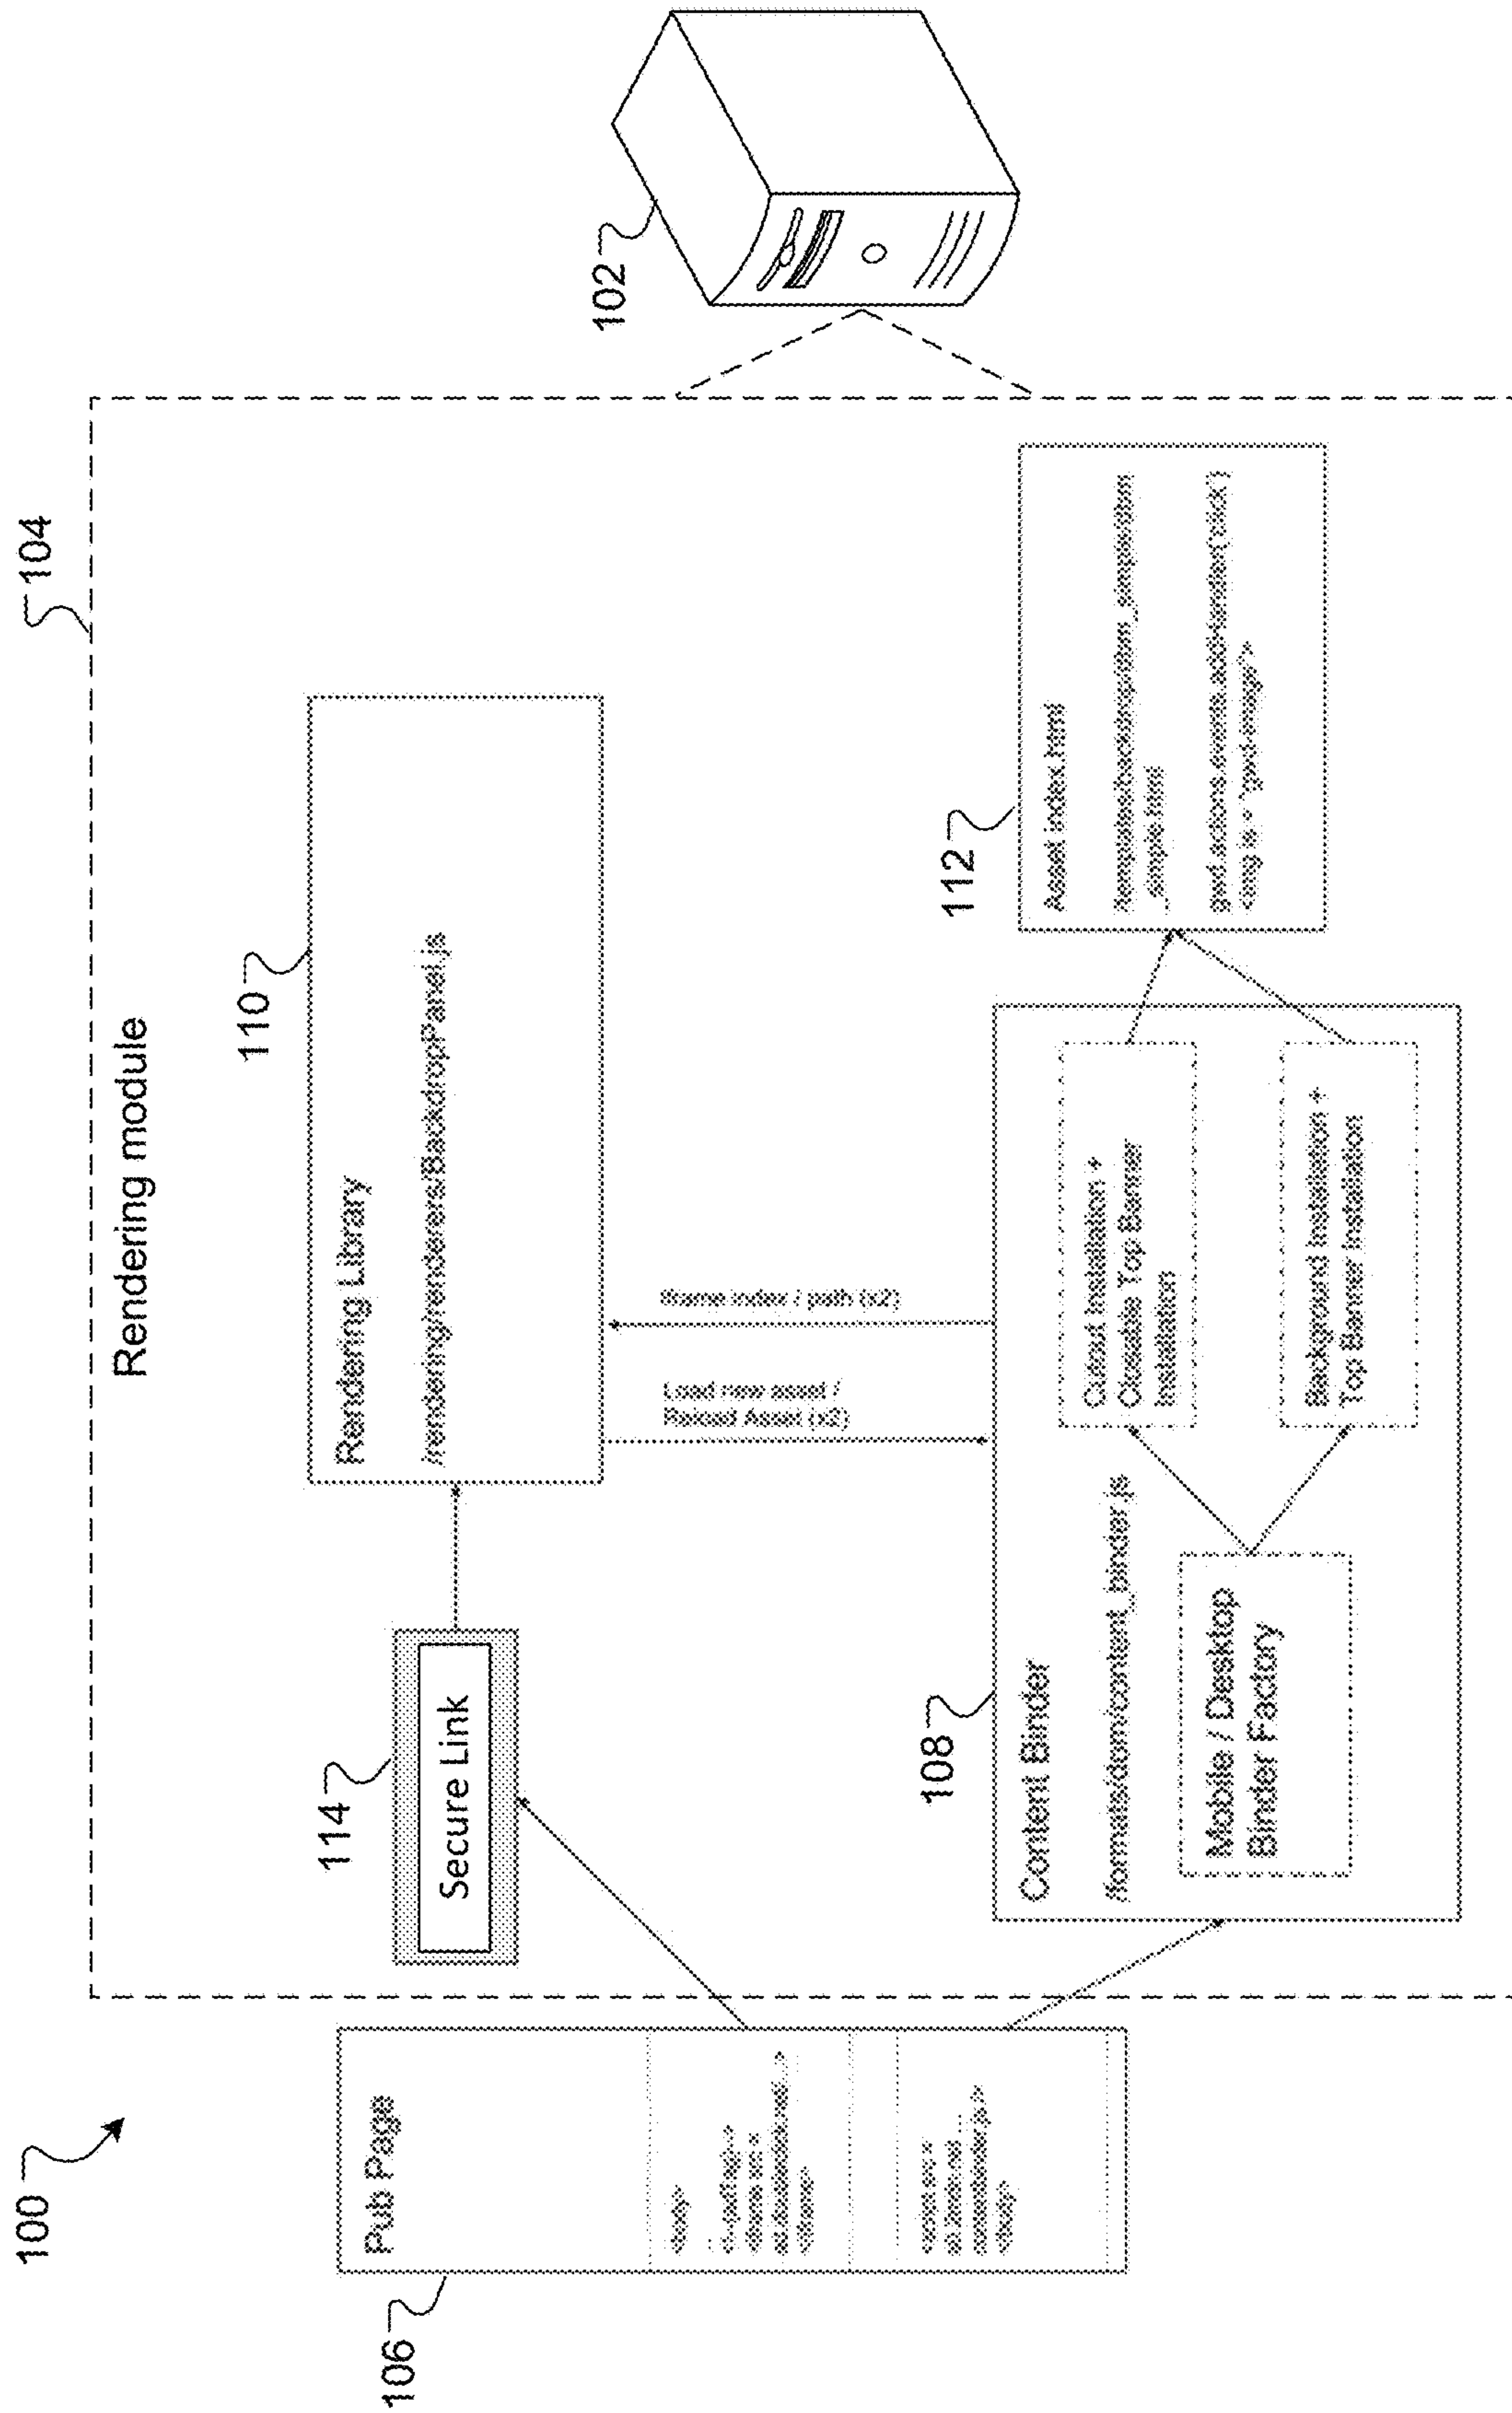 100
104
Rendering module
106
Pub Page
<body>
114
Secure Link
110
Rendering Library
/rendering/renderers/BackdropPanel.js
Load new asset /
Reload Asset (x2)
iframe index / path (x2)
108
Content Binder
/formats/dom/content_binder.js
Mobile / Desktop
Binder Factory
Cutout Installation +
Closable Top Banner
Installation
Background Installation +
Top Banner Installation
112
Asset index.html
102